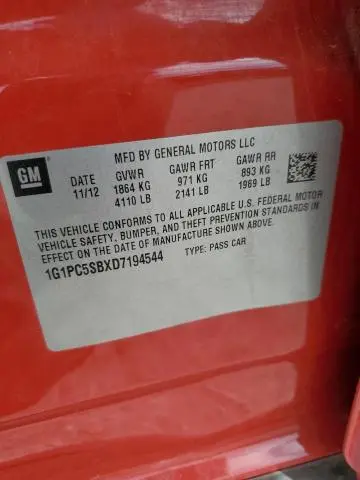 MFD BY GENERAL MOTORS LLC
GM
DATE GVWR GAWR FRT GAWR RR
11/12 1864 KG 971 KG 893 KG
4110 LB 2141 LB 1969 LB
THIS VEHICLE CONFORMS TO ALL APPLICABLE U.S. FEDERAL MOTOR
VEHICLE SAFETY, BUMPER, AND THEFT PREVENTION STANDARDS IN
EFFECT ON THE DATE OF MANUFACTURE SHOWN ABOVE.
1G1PC5SBXD7194544 TYPE: PASS CAR